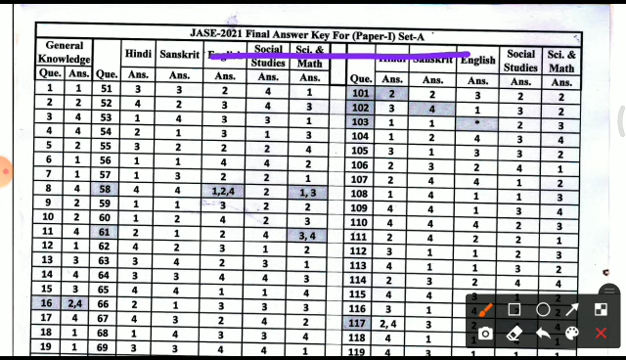 JASE-2021 Final Answer Key For (Paper-I) Set-A
General Knowledge Hindi Sanskrit English Social Studies Sci. & Math Hindi Sanskrit English Social Studies Sci. & Math
Que. Ans. Que. Ans. Ans. Ans. Ans. Ans. Que. Ans. Ans. Ans. Ans. Ans.
1 1 51 3 3 2 4 1 101 2 2 3 2 2
2 2 52 4 2 3 4 3 102 3 4 1 3 2
3 4 53 1 4 3 3 1 103 1 1 * 2 3
4 4 54 2 1 3 1 3 104 1 2 4 3 4
5 2 55 3 2 2 2 4 105 3 1 3 3 2
6 1 56 1 1 4 4 2 106 2 3 2 4 1
7 1 57 1 3 2 2 1 107 2 4 4 1 2
8 4 58 4 4 1,2,4 2 1, 3 108 1 4 1 1 3
9 2 59 1 1 3 2 2 109 4 4 1 3 4
10 2 60 1 2 4 2 3 110 4 4 4 2 3
11 4 61 2 1 2 4 3, 4 111 2 4 2 2 1
12 1 62 4 2 3 1 2 112 3 1 1 2 3
13 3 63 3 4 2 3 1 113 4 1 1 3 2
14 4 64 3 3 4 4 3 114 2 3 2 4 4
15 3 65 4 4 1 1 4 115 4 4 3 1 2
16 2,4 66 2 1 3 3 3 116 3 1
17 4 67 4 3 2 4 2 117 2, 4 3
18 1 68 1 4 3 3 4 118 4 1
19 1 69 3 3 4 4 1 119 4 3